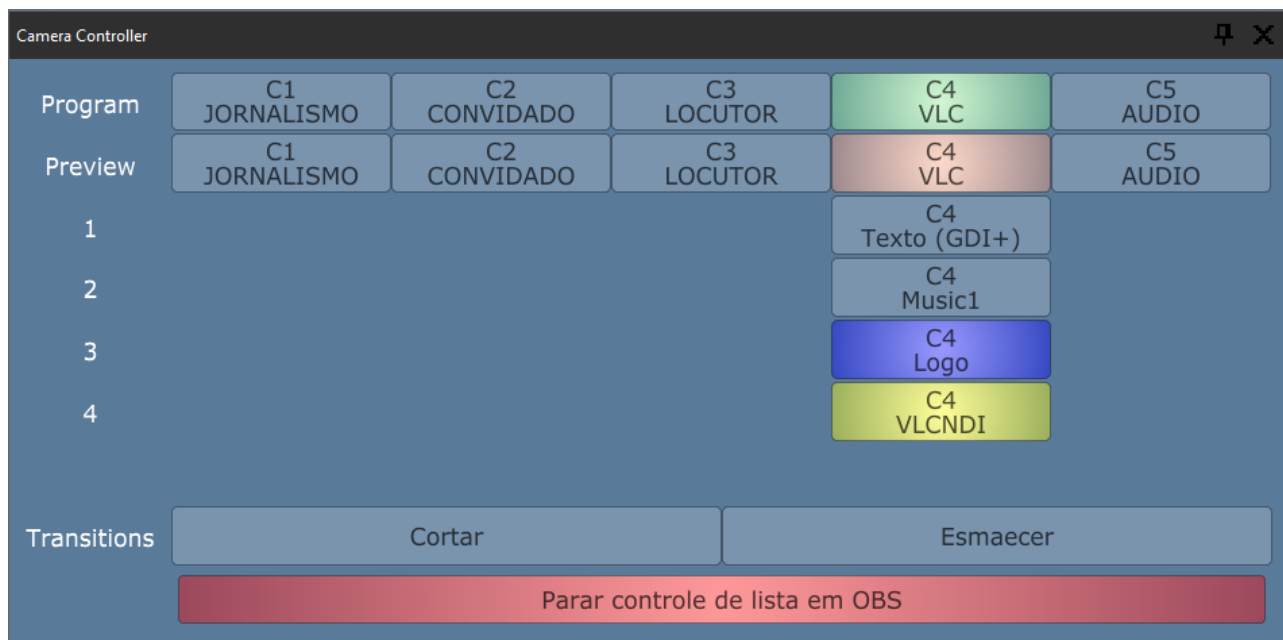 Camera Controller
Program
C1
JORNALISMO
C2
CONVIDADO
C3
LOCUTOR
C4
VLC
C5
AUDIO
Preview
C1
JORNALISMO
C2
CONVIDADO
C3
LOCUTOR
C4
VLC
C5
AUDIO
1
C4
Texto (GDI+)
2
C4
Music1
3
C4
Logo
4
C4
VLCNDI
Transitions
Cortar
Esmaecer
Parar controle de lista em OBS